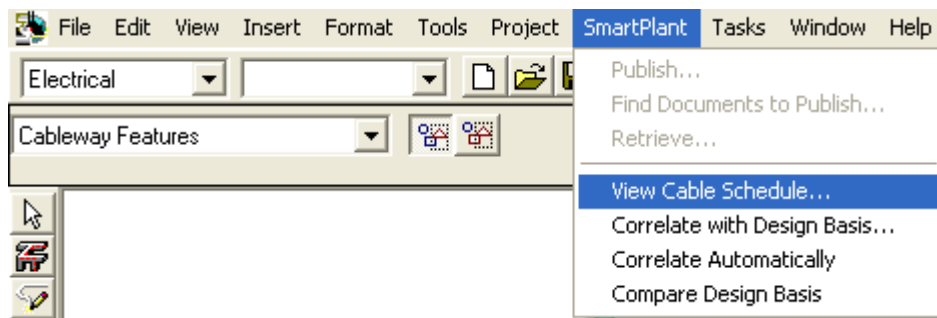 File Edit View Insert Format Tools Project SmartPlant Tasks Window Help
Electrical
Publish...
Find Documents to Publish...
Cableway Features
Retrieve...
View Cable Schedule...
Correlate with Design Basis...
Correlate Automatically
Compare Design Basis